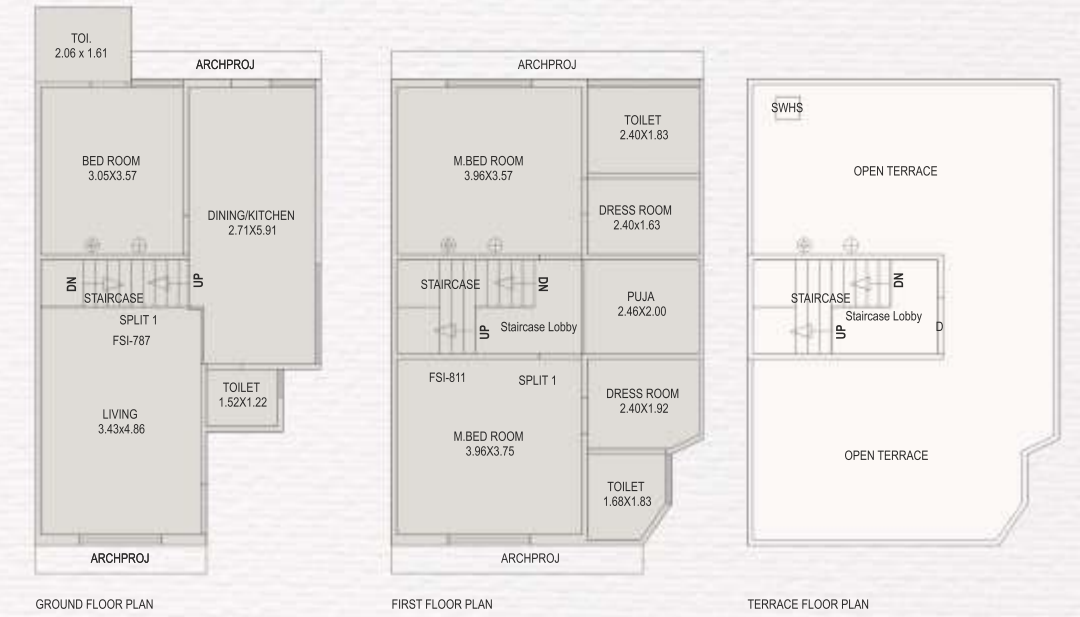 TOI.
2.06 x 1.61
ARCHPROJ
BED ROOM
3.05X3.57
DINING/KITCHEN
2.71X5.91
DN
UP
STAIRCASE
SPLIT 1
FSI-787
TOILET
1.52X1.22
LIVING
3.43x4.86
ARCHPROJ
GROUND FLOOR PLAN
ARCHPROJ
M.BED ROOM
3.96X3.57
TOILET
2.40X1.83
DRESS ROOM
2.40x1.63
STAIRCASE
DN
UP
Staircase Lobby
PUJA
2.46X2.00
FSI-811
SPLIT 1
DRESS ROOM
2.40X1.92
M.BED ROOM
3.96X3.75
TOILET
1.68X1.83
ARCHPROJ
FIRST FLOOR PLAN
SWHS
OPEN TERRACE
STAIRCASE
DN
UP
Staircase Lobby
D
OPEN TERRACE
TERRACE FLOOR PLAN